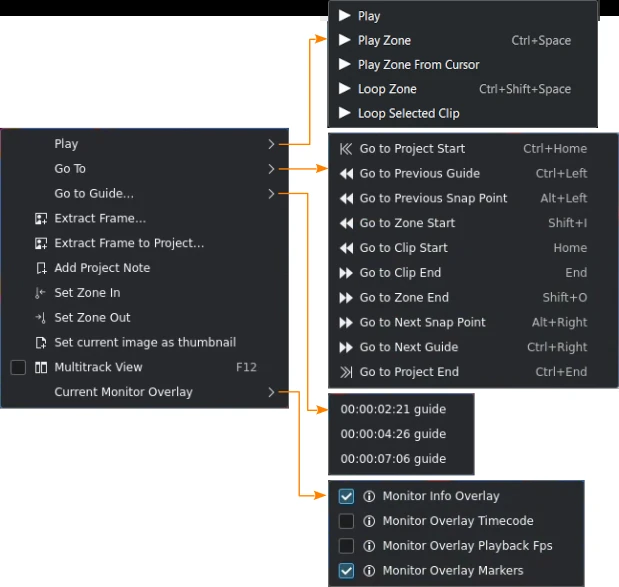 Play
Play Zone Ctrl+Space
Play Zone From Cursor
Loop Zone Ctrl+Shift+Space
Loop Selected Clip
Play
Go To
Go to Guide...
Extract Frame...
Extract Frame to Project...
Add Project Note
Set Zone In
Set Zone Out
Set current image as thumbnail
Multitrack View F12
Current Monitor Overlay
Go to Project Start Ctrl+Home
Go to Previous Guide Ctrl+Left
Go to Previous Snap Point Alt+Left
Go to Zone Start Shift+I
Go to Clip Start Home
Go to Clip End End
Go to Zone End Shift+O
Go to Next Snap Point Alt+Right
Go to Next Guide Ctrl+Right
Go to Project End Ctrl+End
00:00:02:21 guide
00:00:04:26 guide
00:00:07:06 guide
Monitor Info Overlay
Monitor Overlay Timecode
Monitor Overlay Playback Fps
Monitor Overlay Markers